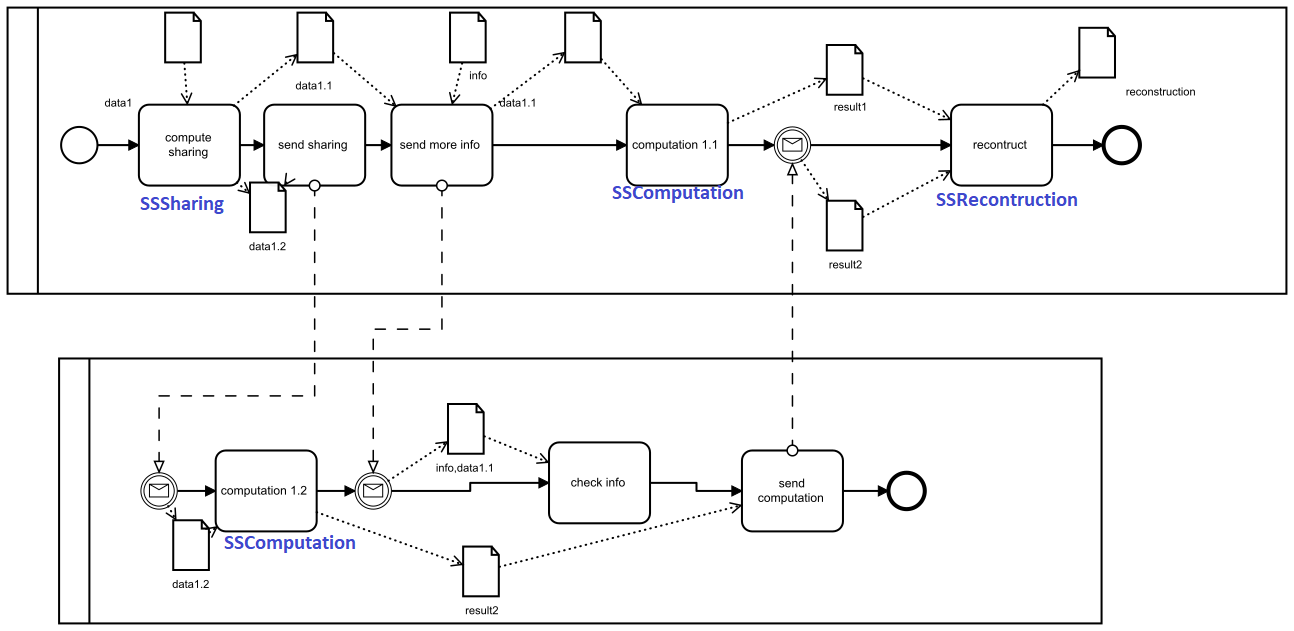 info
data1.1
data1
data1.1
result1
reconstruction
compute
sharing
send sharing
send more info
computation 1.1
recontruct
SSSharing
SSComputation
SSRecontruction
data1.2
result2
info,data1.1
computation 1.2
check info
send
computation
SSComputation
data1.2
result2